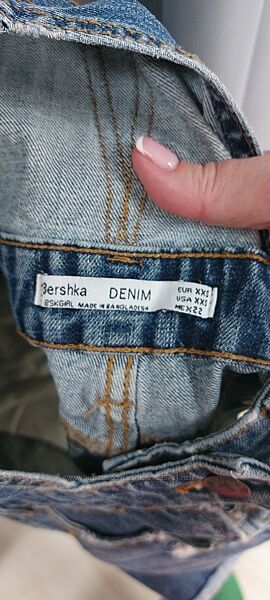 Bershka DENIM
BSKGIRL MADE IN BANGLADESH
EUR XXS
USA XXS
MEX 22